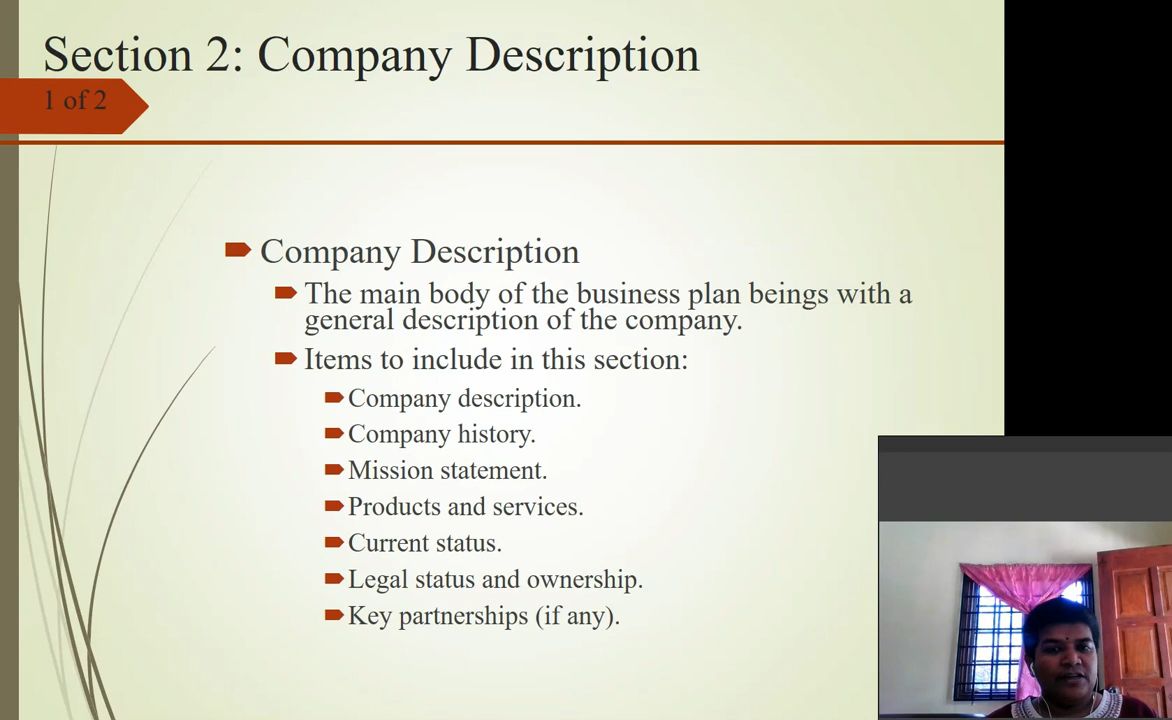 Section 2: Company Description
1 of 2
Company Description
The main body of the business plan beings with a
general description of the company.
Items to include in this section:
Company description.
Company history.
Mission statement.
Products and services.
Current status.
Legal status and ownership.
Key partnerships (if any).